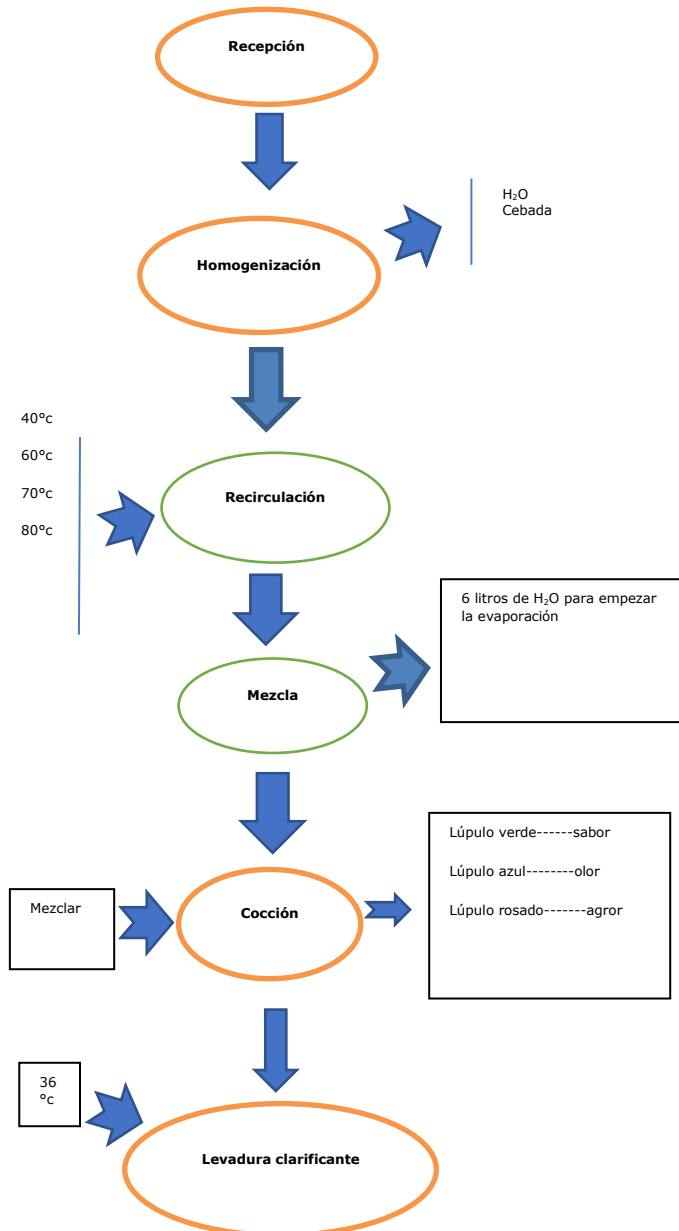 Recepción
H₂O
Cebada
Homogenización
40°c
60°c
70°c
80°c
Recirculación
6 litros de H₂O para empezar
la evaporación
Mezcla
Lúpulo verde------sabor
Lúpulo azul--------olor
Lúpulo rosado-------agror
Mezclar
Cocción
36
°c
Levadura clarificante